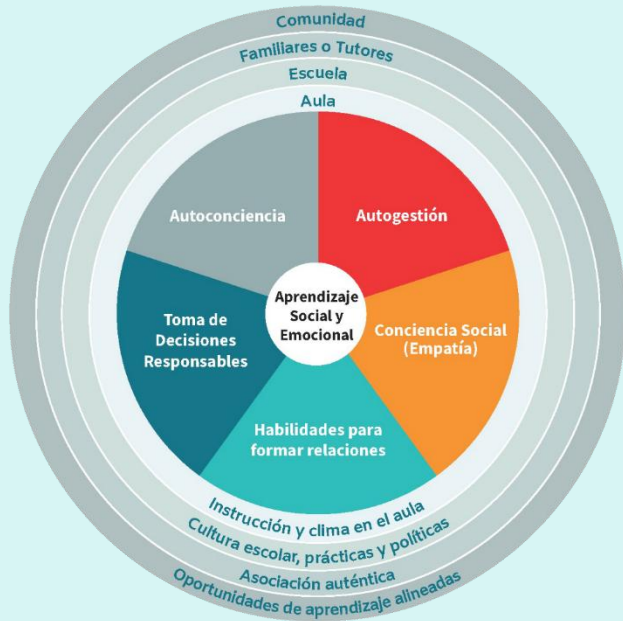 Comunidad
Familiares o Tutores
Escuela
Aula
Autoconciencia
Autogestión
Aprendizaje
Social y
Emocional
Toma de
Decisiones
Responsables
Conciencia Social
(Empatía)
Habilidades para
formar relaciones
Instrucción y clima en el aula
Cultura escolar, prácticas y políticas
Asociación auténtica
Oportunidades de aprendizaje alineadas